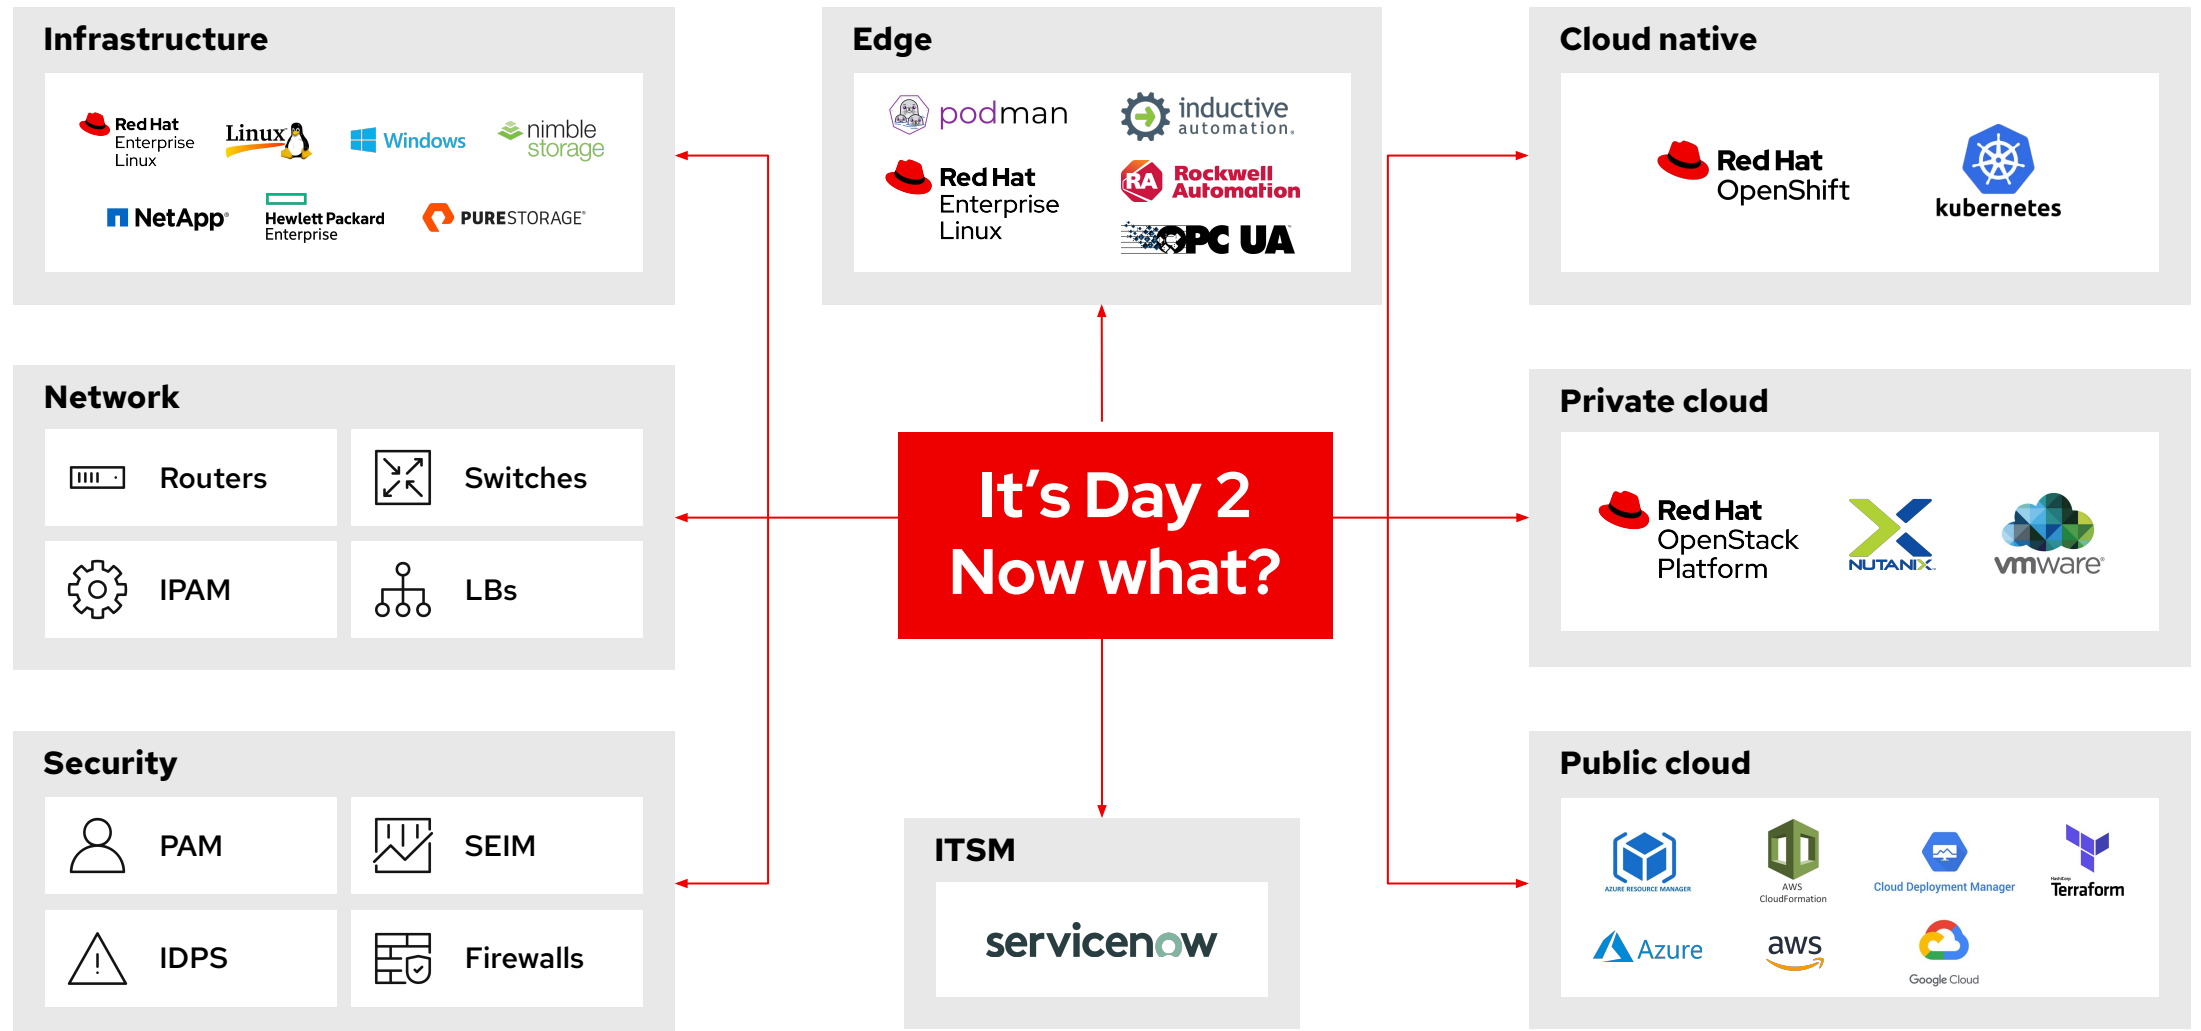 Infrastructure
Red Hat
Enterprise
Linux
Linux
Windows
nimble
storage
NetApp
Hewlett Packard
Enterprise
PURESTORAGE
Edge
podman
inductive
automation.
Red Hat
Enterprise
Linux
RA
Rockwell
Automation
OPC UA
Cloud native
Red Hat
OpenShift
kubernetes
Network
Routers
Switches
IPAM
LBs
It's Day 2
Now what?
Private cloud
Red Hat
OpenStack
Platform
NUTANIX
vmware
Security
PAM
SEIM
IDPS
Firewalls
ITSM
servicenow
Public cloud
AZURE RESOURCE MANAGER
AWS
CloudFormation
Cloud Deployment Manager
HashiCorp
Terraform
Azure
aws
Google Cloud